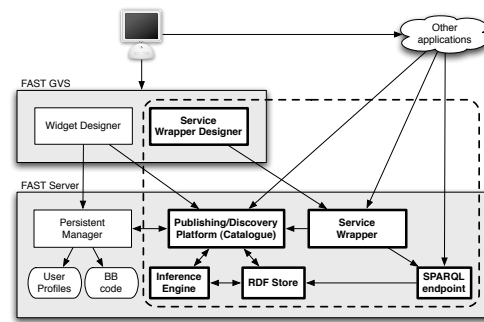 Other
applications
FAST GVS
Widget Designer
Service
Wrapper Designer
FAST Server
Persistent
Manager
Publishing/Discovery
Platform (Catalogue)
Service
Wrapper
User
Profiles
BB
code
Inference
Engine
RDF Store
SPARQL
endpoint